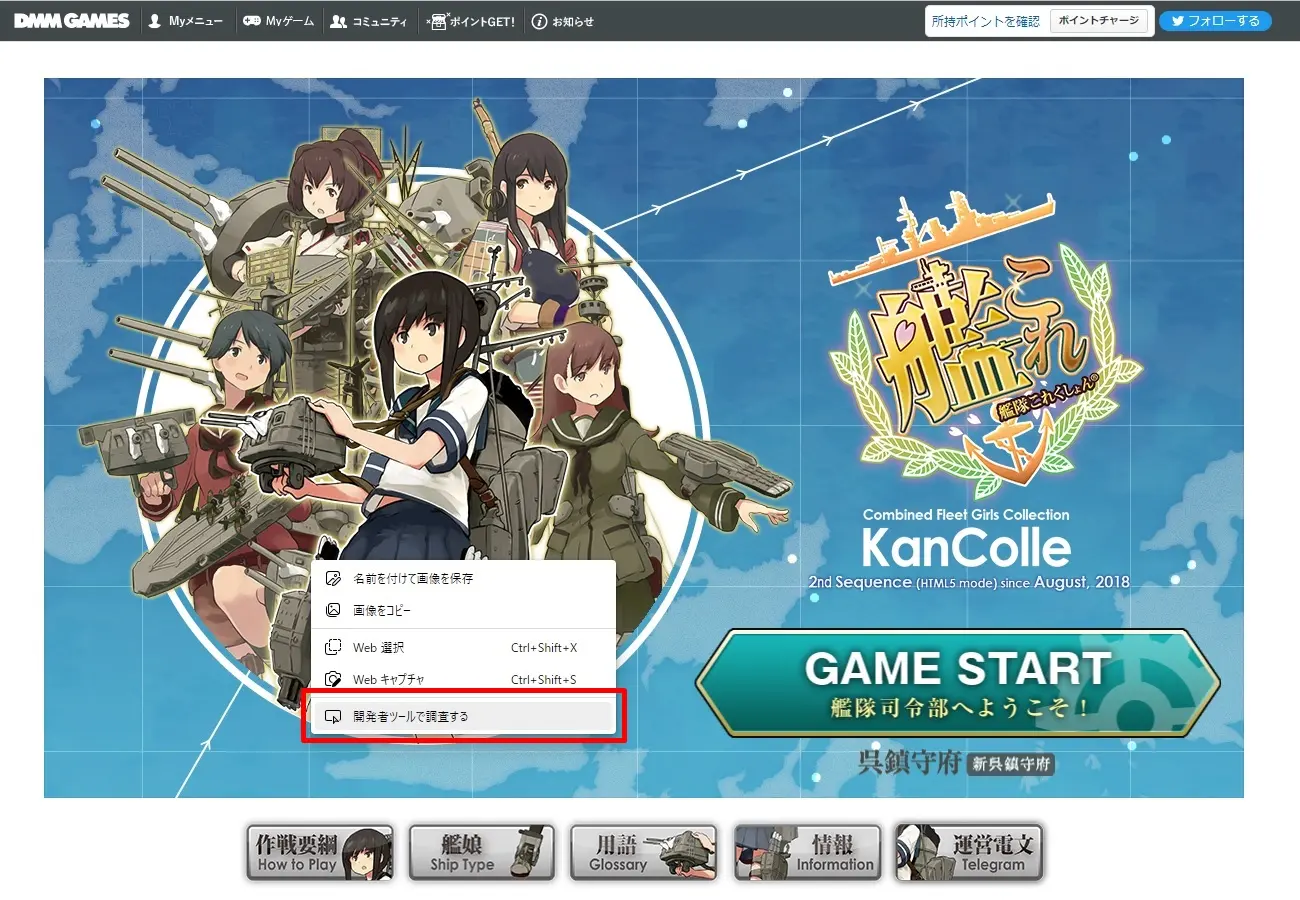 DMM GAMES
Myメニュー
Myゲーム
コミュニティ
ポイントGET!
お知らせ
所持ポイントを確認
ポイントチャージ
フォローする
艦これ
艦隊これくしょん
Combined Fleet Girls Collection
KanColle
2nd Sequence (HTML5 mode) since August, 2018
名前を付けて画像を保存
画像をコピー
Web 選択 Ctrl+Shift+X
Web キャプチャ Ctrl+Shift+S
開発者ツールで調査する
GAME START
艦隊司令部へようこそ！
呉鎮守府 新呉鎮守府
作戦要綱
How to Play
艦娘
Ship Type
用語
Glossary
情報
Information
運営電文
Telegram